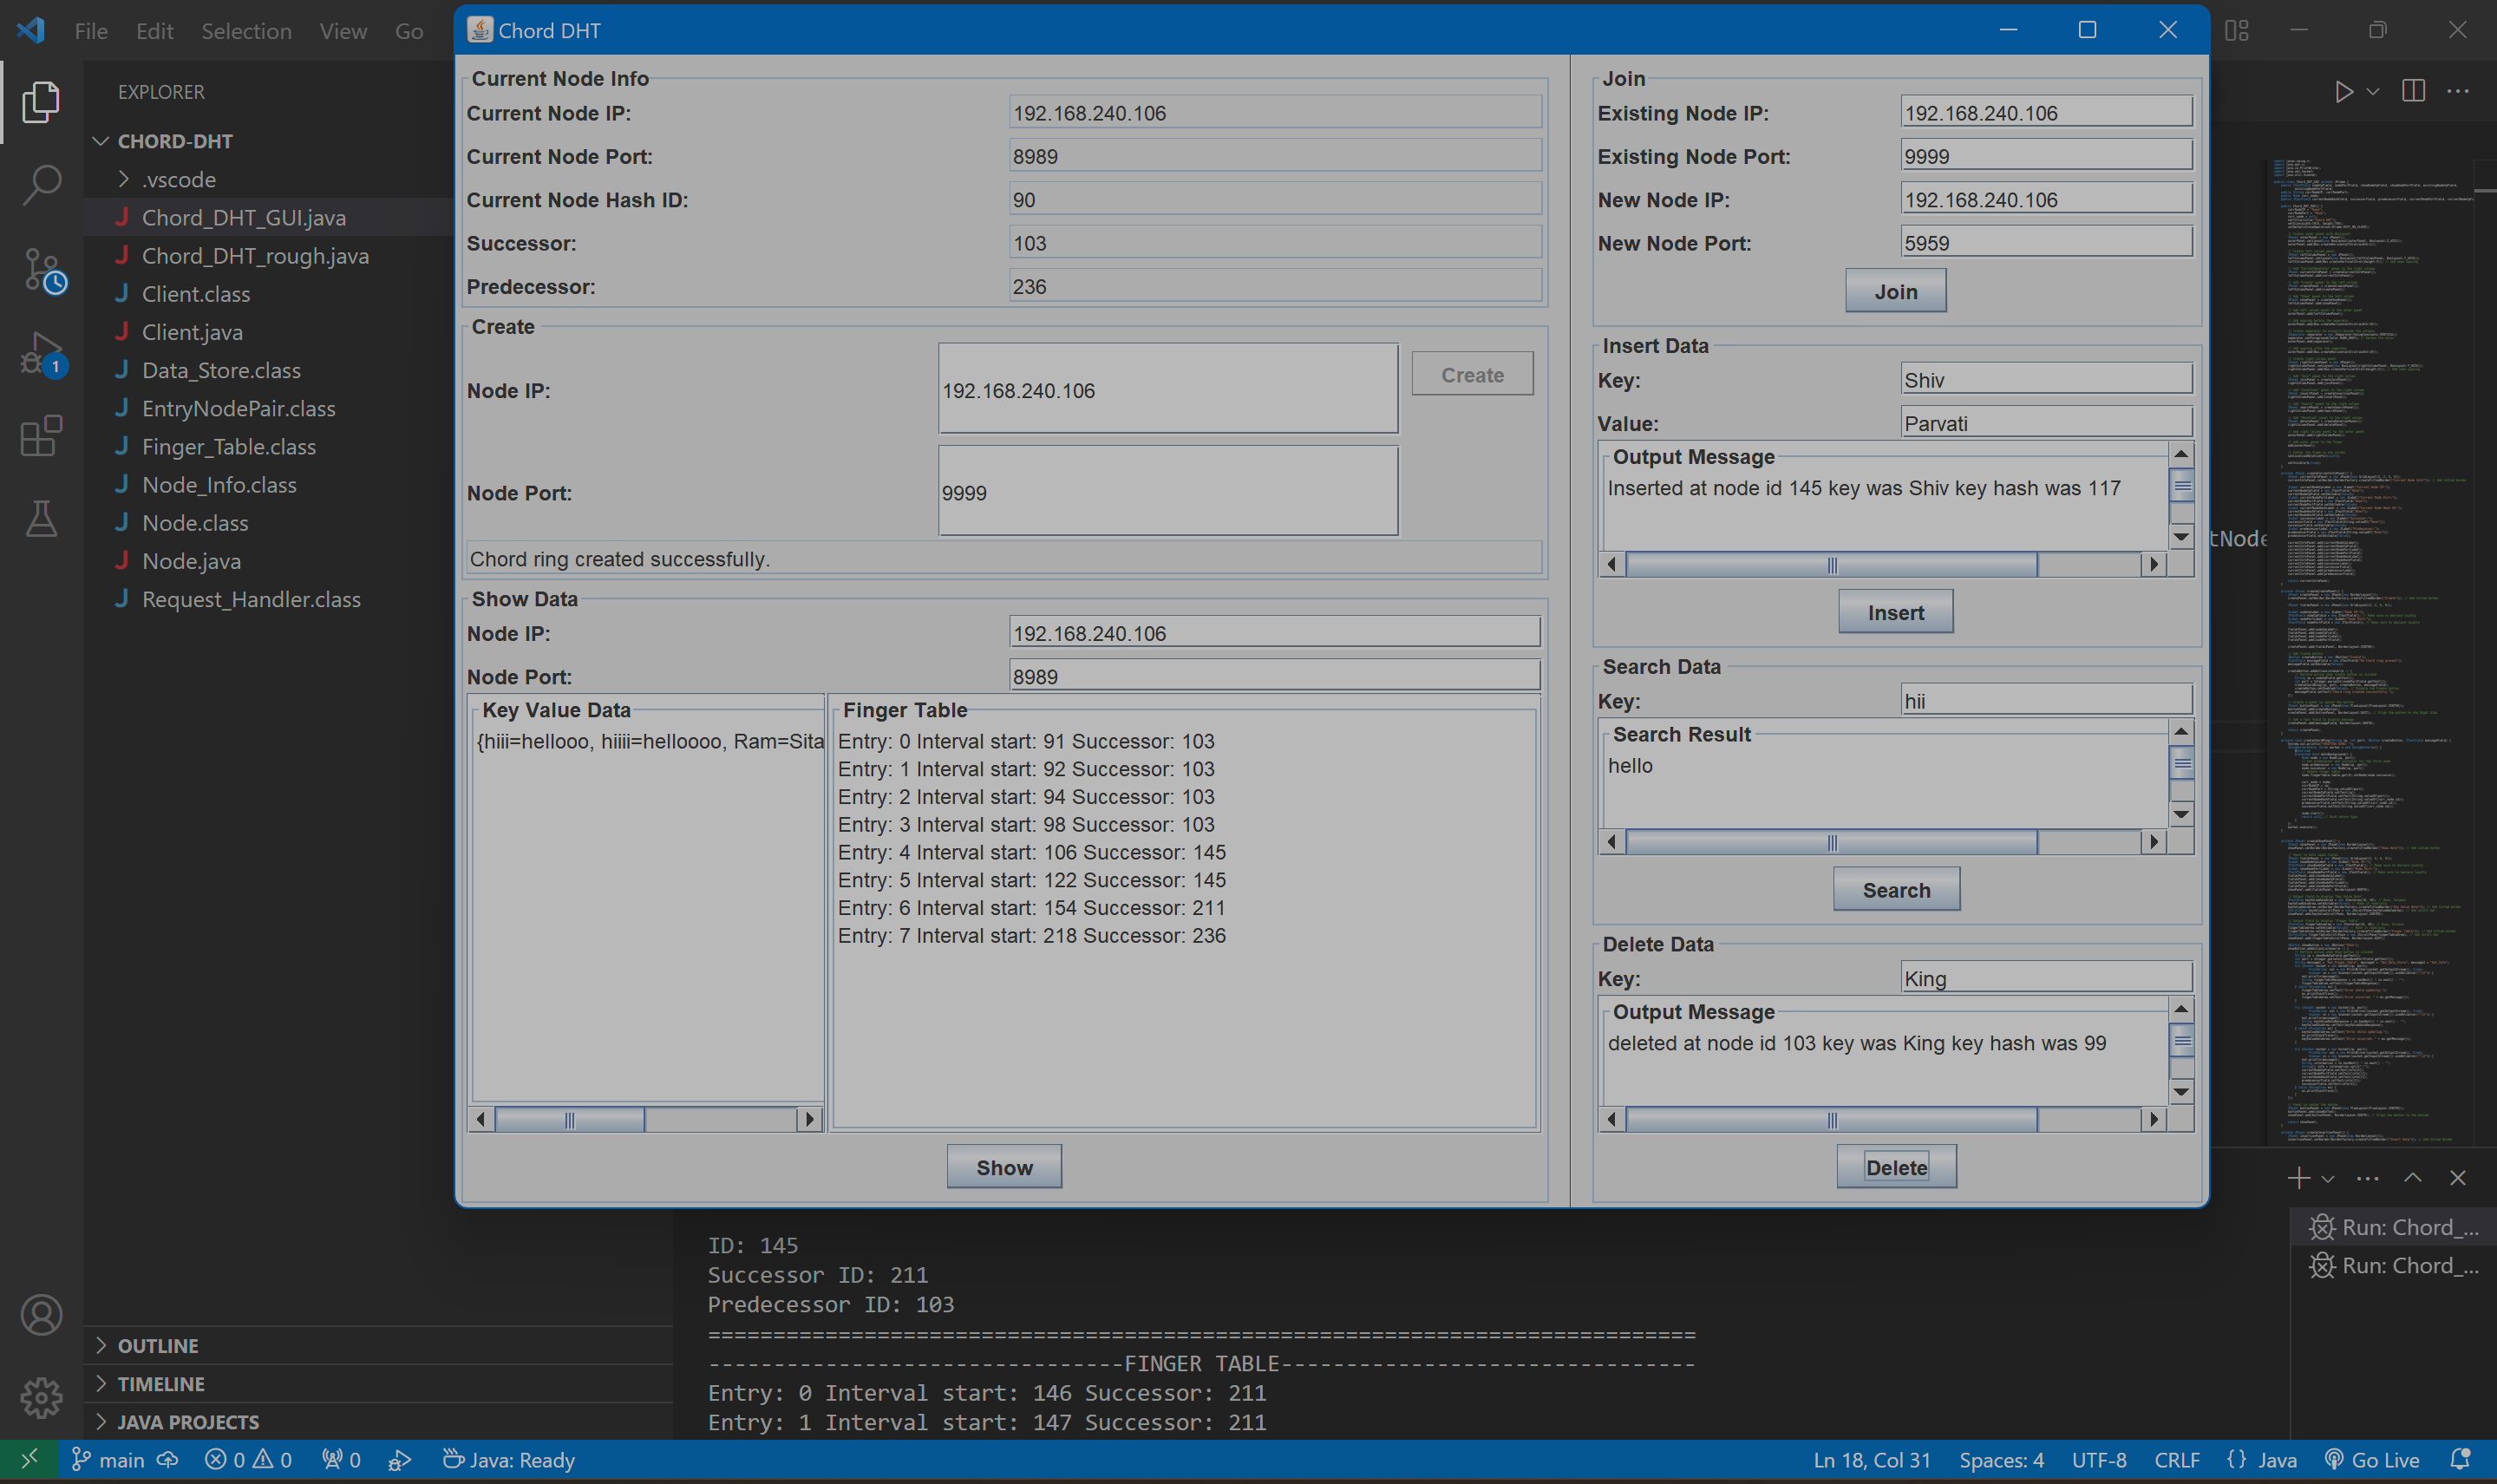 File Edit Selection View Go
Chord DHT
EXPLORER
CHORD-DHT
.vscode
J Chord_DHT_GUI.java
J Chord_DHT_rough.java
J Client.class
J Client.java
J Data_Store.class
J EntryNodePair.class
J Finger_Table.class
J Node_Info.class
J Node.class
J Node.java
J Request_Handler.class
1
OUTLINE
TIMELINE
JAVA PROJECTS
Current Node Info
Current Node IP: 192.168.240.106
Current Node Port: 8989
Current Node Hash ID: 90
Successor: 103
Predecessor: 236
Create
Node IP: 192.168.240.106
Create
Node Port: 9999
Chord ring created successfully.
Show Data
Node IP: 192.168.240.106
Node Port: 8989
Key Value Data
{hiii=hellooo, hiiii=helloooo, Ram=Sita
Finger Table
Entry: 0 Interval start: 91 Successor: 103
Entry: 1 Interval start: 92 Successor: 103
Entry: 2 Interval start: 94 Successor: 103
Entry: 3 Interval start: 98 Successor: 103
Entry: 4 Interval start: 106 Successor: 145
Entry: 5 Interval start: 122 Successor: 145
Entry: 6 Interval start: 154 Successor: 211
Entry: 7 Interval start: 218 Successor: 236
Show
Join
Existing Node IP: 192.168.240.106
Existing Node Port: 9999
New Node IP: 192.168.240.106
New Node Port: 5959
Join
Insert Data
Key: Shiv
Value: Parvati
Output Message
Inserted at node id 145 key was Shiv key hash was 117
Insert
Search Data
Key: hii
Search Result
hello
Search
Delete Data
Key: King
Output Message
deleted at node id 103 key was King key hash was 99
Delete
tNode
ID: 145
Successor ID: 211
Predecessor ID: 103
============================================================================
--------------------------------FINGER TABLE--------------------------------
Entry: 0 Interval start: 146 Successor: 211
Entry: 1 Interval start: 147 Successor: 211
Run: Chord_...
Run: Chord_...
main 0 0 0 Java: Ready Ln 18, Col 31 Spaces: 4 UTF-8 CRLF {} Java Go Live